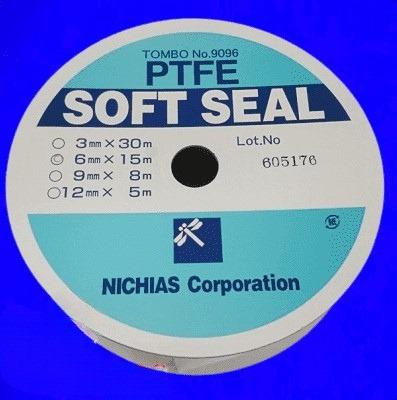 TOMBO No.9096
PTFE
SOFT SEAL
3mm×30m
6mm×15m
9mm× 8m
12mm× 5m
Lot.No
605176
NICHIAS Corporation